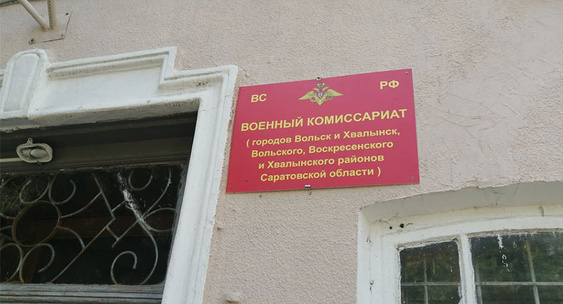 ВС РФ
ВОЕННЫЙ КОМИССАРИАТ
( городов Вольск и Хвалынск,
Вольского, Воскресенского
и Хвалынского районов
Саратовской области )